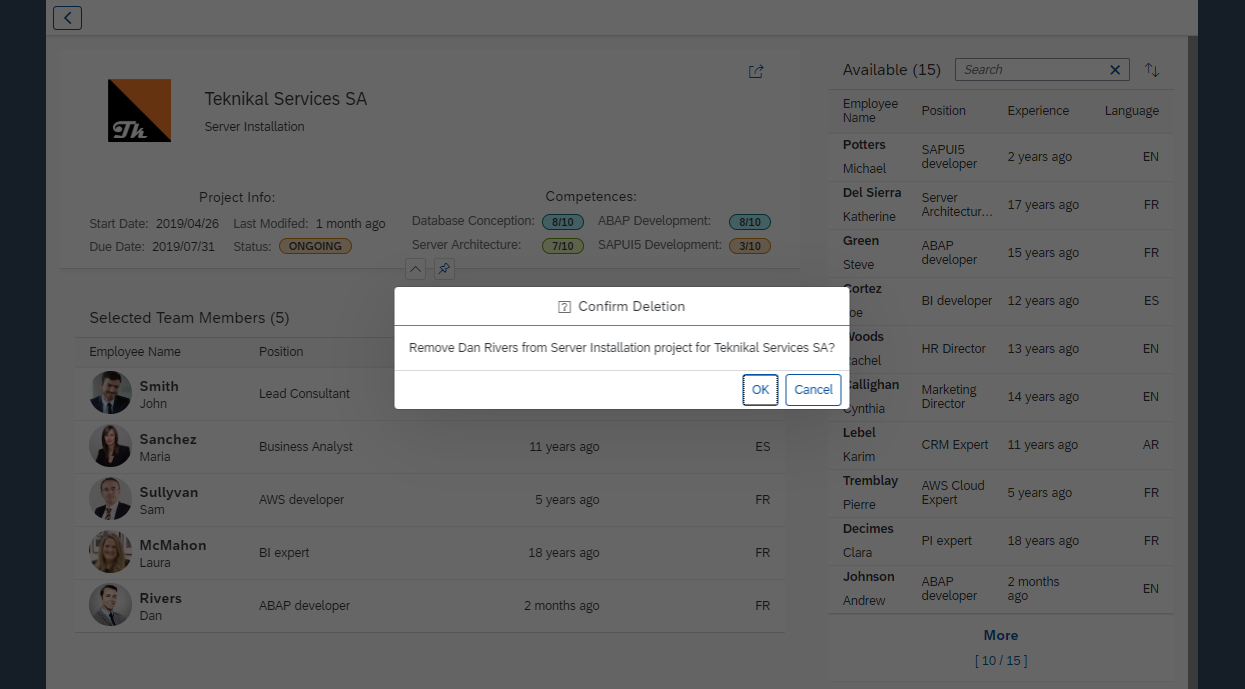 Teknikal Services SA
Server Installation
Th
Project Info:
Start Date: 2019/04/26 Last Modifed: 1 month ago
Due Date: 2019/07/31 Status: ONGOING
Competences:
Database Conception: 8/10 ABAP Development: 8/10
Server Architecture: 7/10 SAPUI5 Development: 3/10
Selected Team Members (5)
Employee Name Position
Smith
John
Lead Consultant
Sanchez
Maria
Business Analyst 11 years ago ES
Sullyvan
Sam
AWS developer 5 years ago FR
McMahon
Laura
BI expert 18 years ago FR
Rivers
Dan
ABAP developer 2 months ago FR
Confirm Deletion
Remove Dan Rivers from Server Installation project for Teknikal Services SA?
OK Cancel
Available (15) Search
Employee
Name
Position Experience Language
Potters
Michael
SAPUI5
developer
2 years ago EN
Del Sierra
Katherine
Server
Architectur...
17 years ago FR
Green
Steve
ABAP
developer
15 years ago FR
Cortez
oe
BI developer 12 years ago ES
Woods
achel
HR Director 13 years ago EN
Callighan
Cynthia
Marketing
Director
14 years ago EN
Lebel
Karim
CRM Expert 11 years ago AR
Tremblay
Pierre
AWS Cloud
Expert
5 years ago FR
Decimes
Clara
PI expert 18 years ago FR
Johnson
Andrew
ABAP
developer
2 months
ago
EN
More
[ 10 / 15 ]